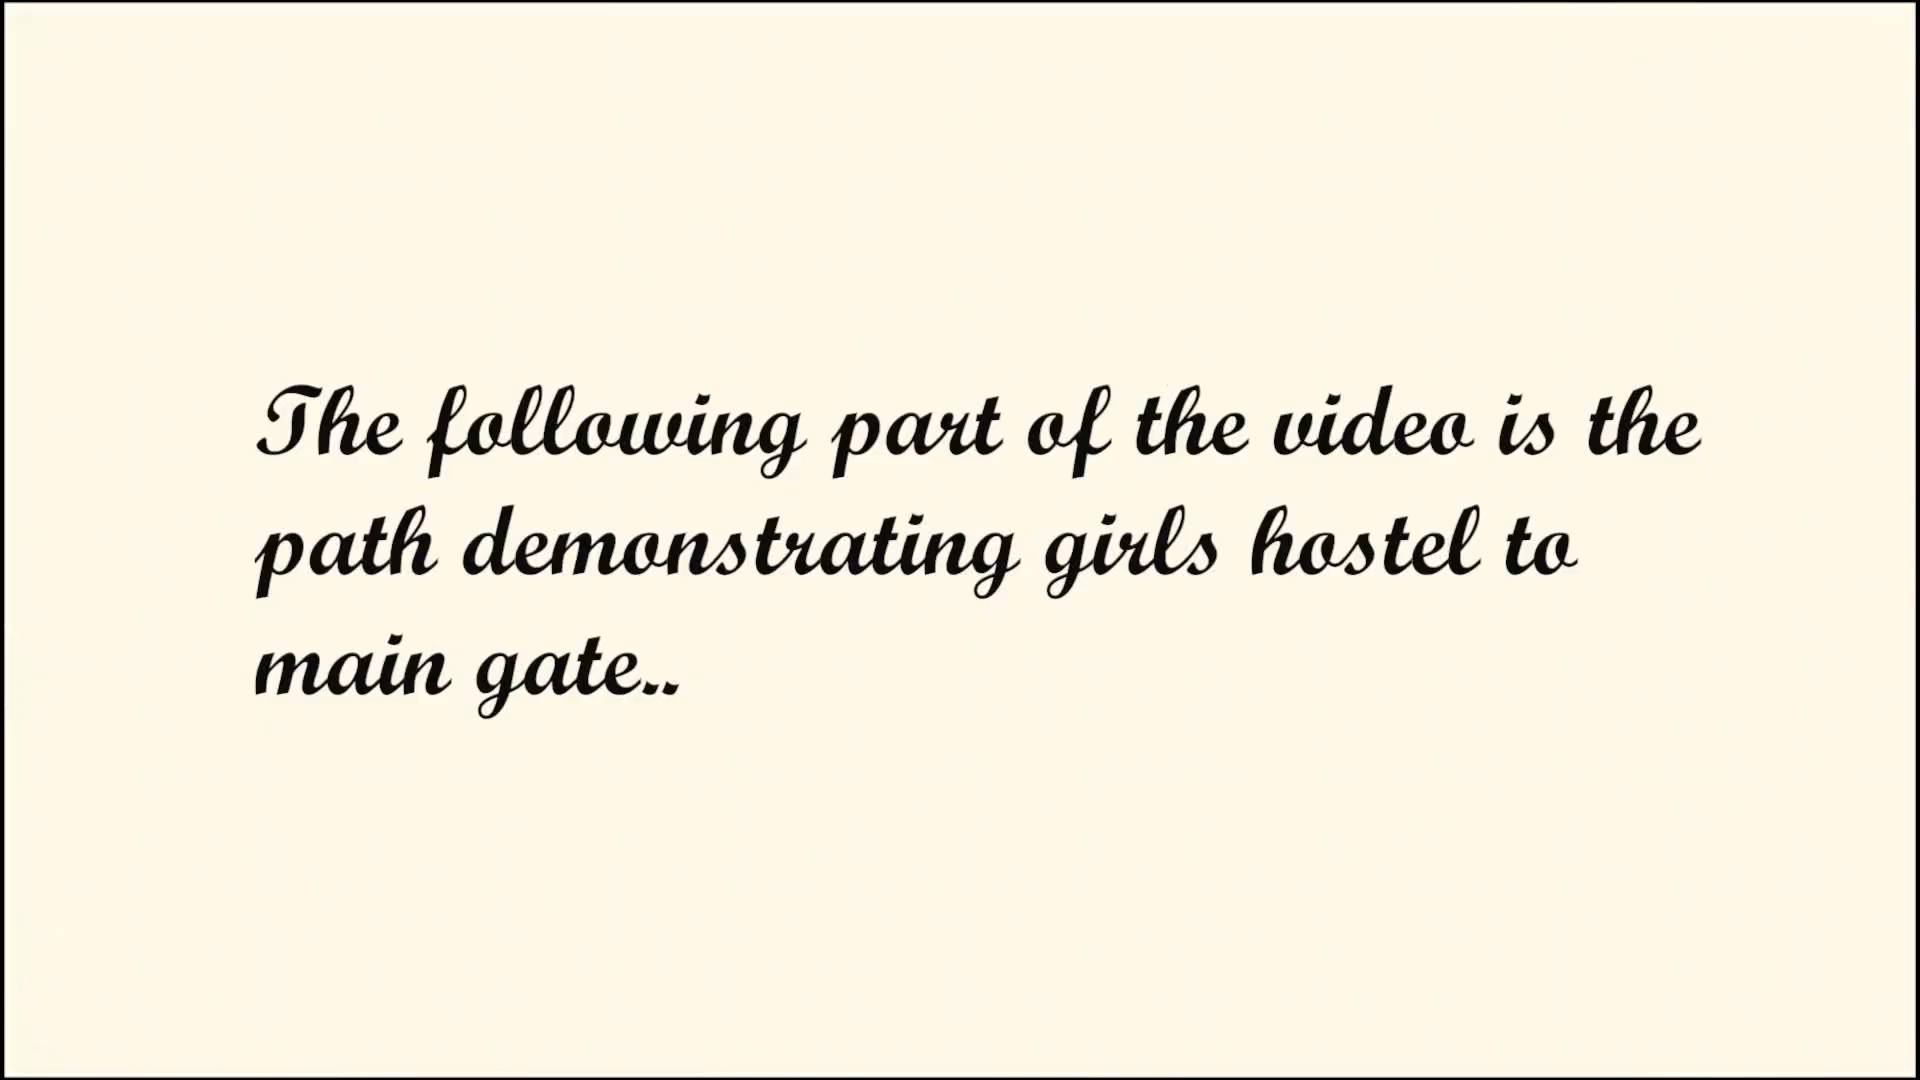 The following part of the video is the
path demonstrating girls hostel to
main gate..